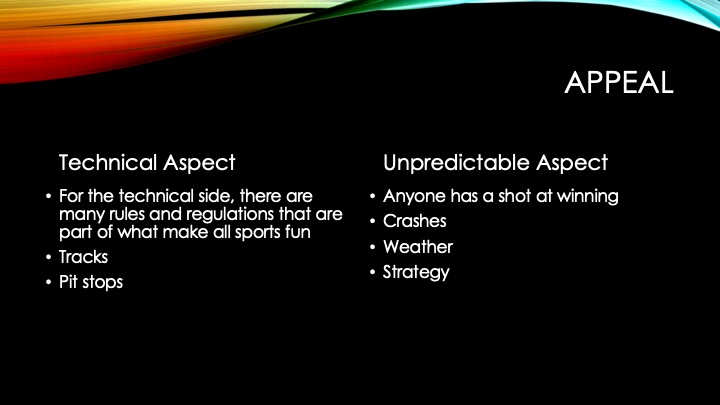 APPEAL
Technical Aspect
• For the technical side, there are
many rules and regulations that are
part of what make all sports fun
• Tracks
• Pit stops
Unpredictable Aspect
• Anyone has a shot at winning
• Crashes
• Weather
• Strategy